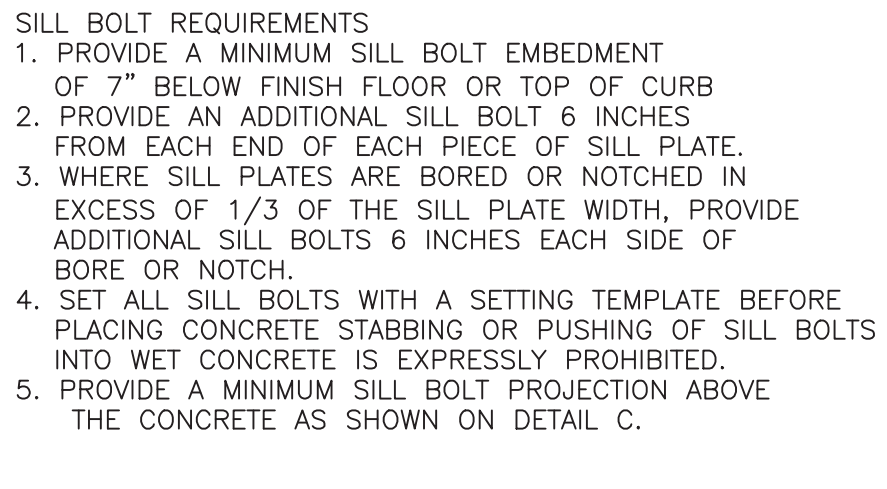 SILL BOLT REQUIREMENTS
1. PROVIDE A MINIMUM SILL BOLT EMBEDMENT
OF 7” BELOW FINISH FLOOR OR TOP OF CURB
2. PROVIDE AN ADDITIONAL SILL BOLT 6 INCHES
FROM EACH END OF EACH PIECE OF SILL PLATE.
3. WHERE SILL PLATES ARE BORED OR NOTCHED IN
EXCESS OF 1/3 OF THE SILL PLATE WIDTH, PROVIDE
ADDITIONAL SILL BOLTS 6 INCHES EACH SIDE OF
BORE OR NOTCH.
4. SET ALL SILL BOLTS WITH A SETTING TEMPLATE BEFORE
PLACING CONCRETE STABBING OR PUSHING OF SILL BOLTS
INTO WET CONCRETE IS EXPRESSLY PROHIBITED.
5. PROVIDE A MINIMUM SILL BOLT PROJECTION ABOVE
THE CONCRETE AS SHOWN ON DETAIL C.